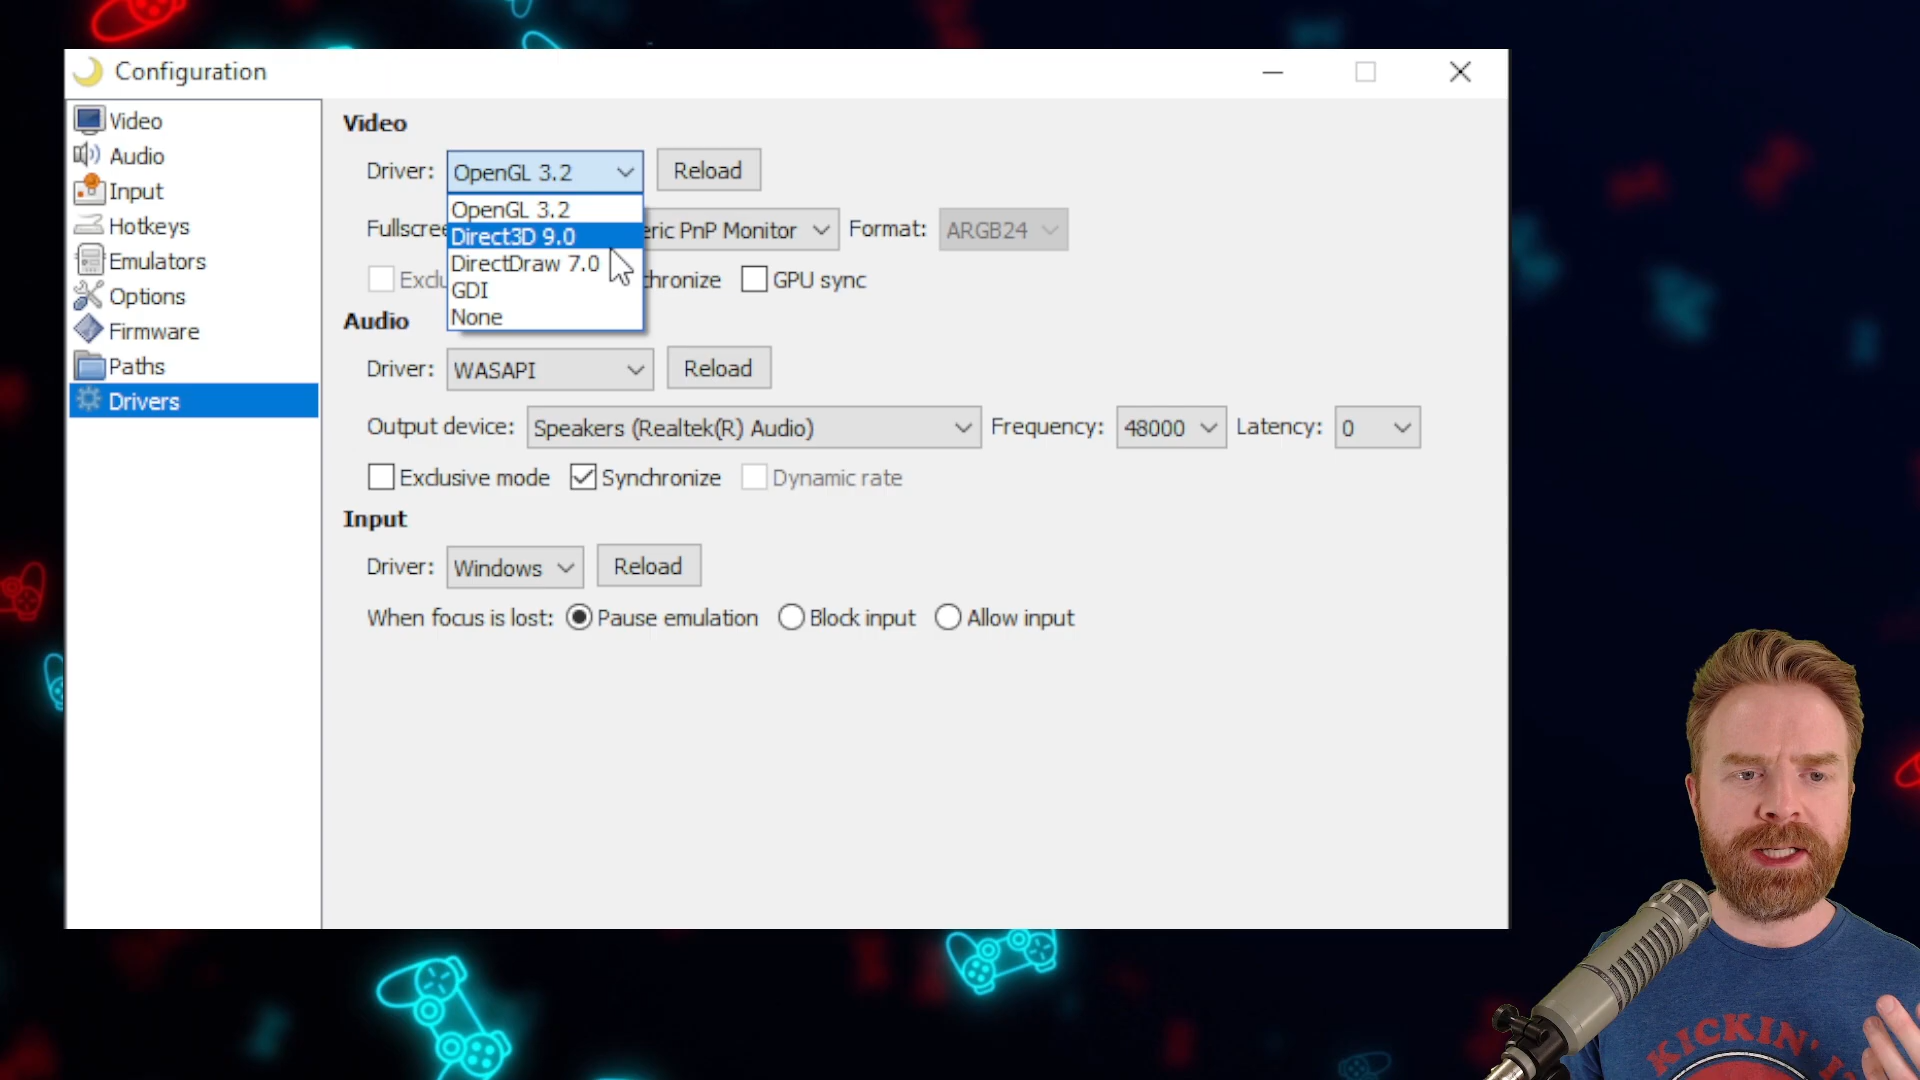 Configuration
Video
Audio
Input
Hotkeys
Emulators
Options
Firmware
Paths
Drivers
Video
Driver: OpenGL 3.2 Reload
OpenGL 3.2
Direct3D 9.0
DirectDraw 7.0
GDI
None
Fullscre eric PnP Monitor Format: ARGB24
Exclu chronize GPU sync
Audio
Driver: WASAPI Reload
Output device: Speakers (Realtek(R) Audio) Frequency: 48000 Latency: 0
Exclusive mode Synchronize Dynamic rate
Input
Driver: Windows Reload
When focus is lost: Pause emulation Block input Allow input
KICKIN'